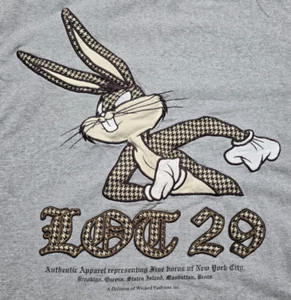 LOT 29
Authentic Apparel representing Five boros of New York City.
Brooklyn, Queens, Staten Island, Manhattan, Bronx
A Division of Wizard Fashions inc.